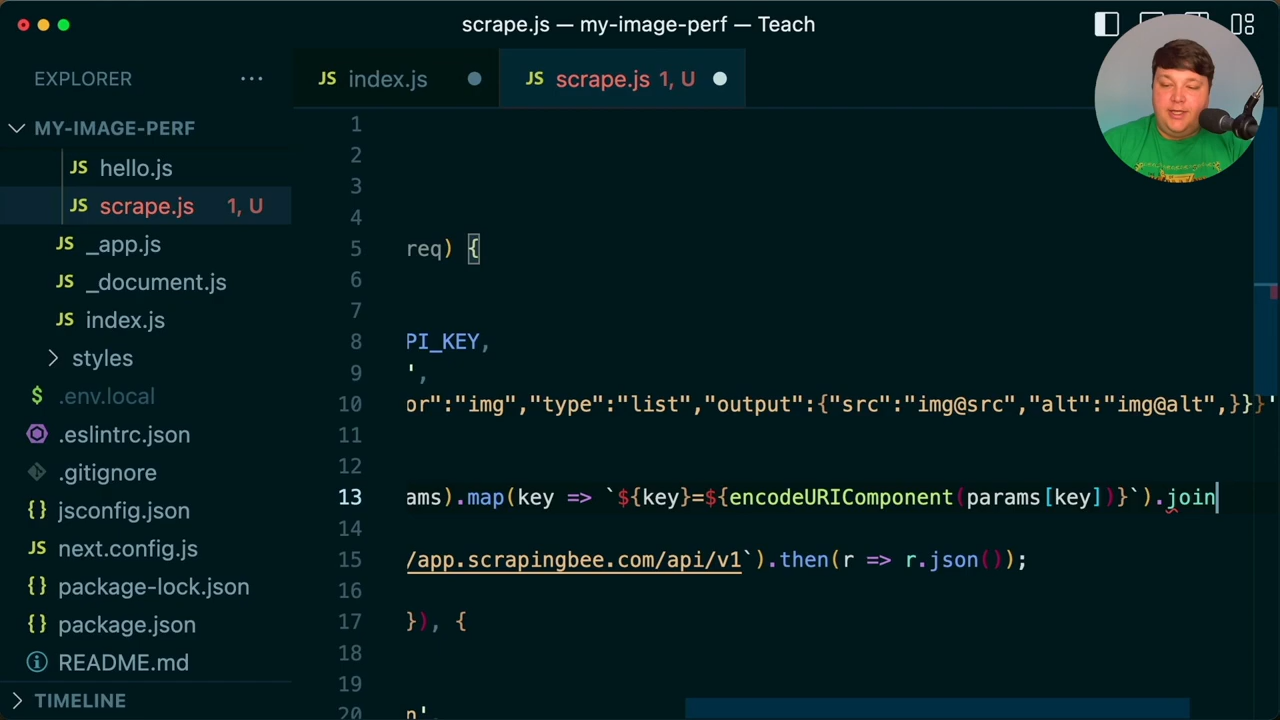 scrape.js — my-image-perf — Teach
EXPLORER ...
JS index.js
JS scrape.js 1, U
MY-IMAGE-PERF
JS hello.js
JS scrape.js 1, U
JS _app.js
JS _document.js
JS index.js
styles
$ .env.local
.eslintrc.json
.gitignore
{} jsconfig.json
JS next.config.js
{} package-lock.json
{} package.json
README.md
TIMELINE
1
2
3
4
5 req) {
6
7
8 PI_KEY,
9 ',
10 or":"img","type":"list","output":{"src":"img@src","alt":"img@alt",}}}'
11
12
13 ams).map(key => `${key}=${encodeURIComponent(params[key])}`).join
14
15 /app.scrapingbee.com/api/v1`).then(r => r.json());
16
17 }), {
18
19
20 n',